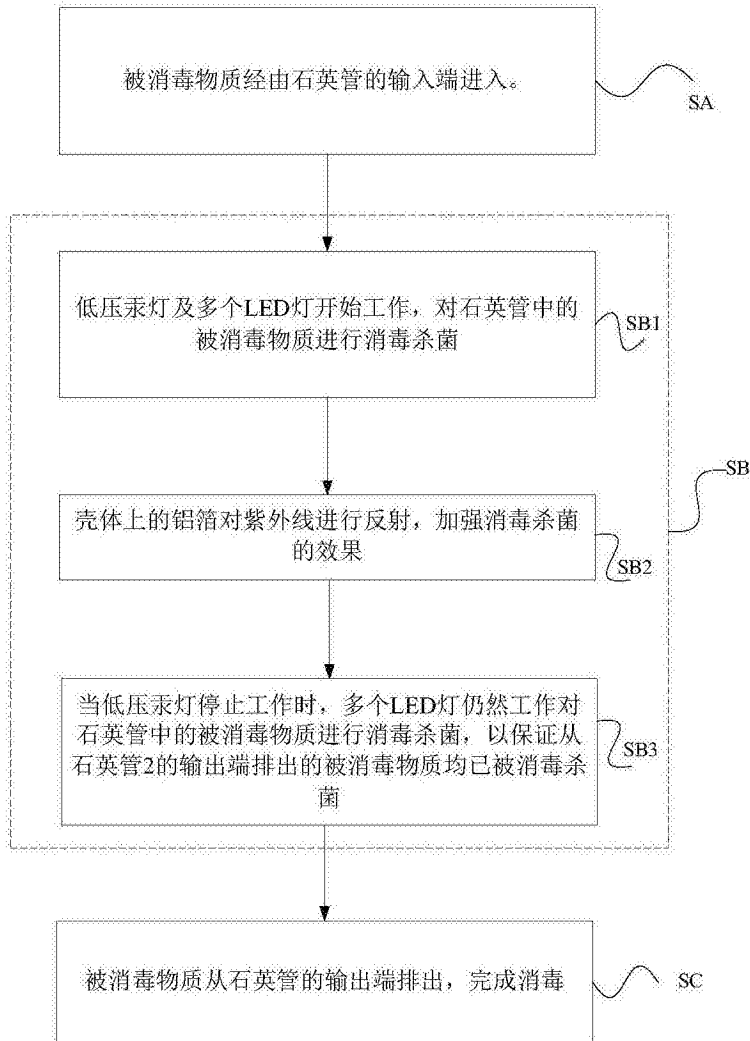 被消毒物质经由石英管的输入端进入。
SA
低压汞灯及多个LED灯开始工作，对石英管中的
被消毒物质进行消毒杀菌
SB1
SB
壳体上的铝箔对紫外线进行反射，加强消毒杀菌
的效果
SB2
当低压汞灯停止工作时，多个LED灯仍然工作对
石英管中的被消毒物质进行消毒杀菌，以保证从
石英管2的输出端排出的被消毒物质均已被消毒杀
菌
SB3
被消毒物质从石英管的输出端排出，完成消毒
SC